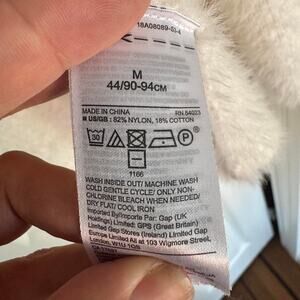 M
44/90-94CM
MADE IN CHINA
RN 54023
US/GB: 82% NYLON, 18% COTTON
30
P
1166
WASH INSIDE OUT/ MACHINE WASH
COLD GENTLE CYCLE/ ONLY NON-
CHLORINE BLEACH WHEN NEEDED/
DRY FLAT/ COOL IRON
Imported By/Importé Par: Gap (UK
Holdings) Limited: GPS (Great Britain)
Limited Gap Stores (Ireland) Limited Gap
Europe Limited All at 103 Wigmore Street,
London, W1U 1QS